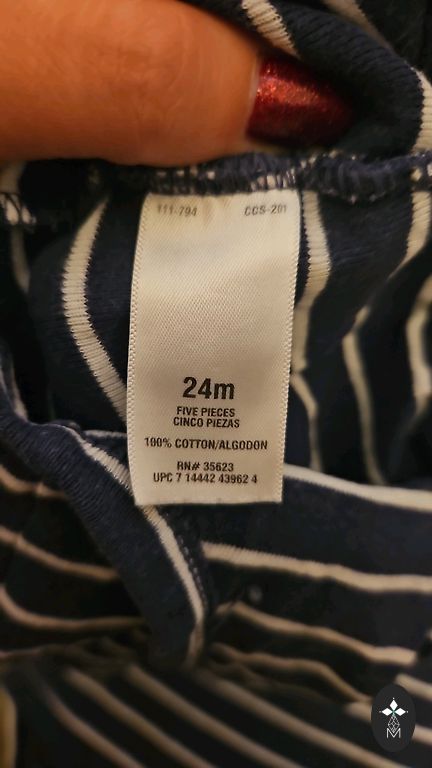 111-794 CCS-201
24m
FIVE PIECES
CINCO PIEZAS
100% COTTON/ALGODON
RN# 35623
UPC 7 14442 43962 4
M